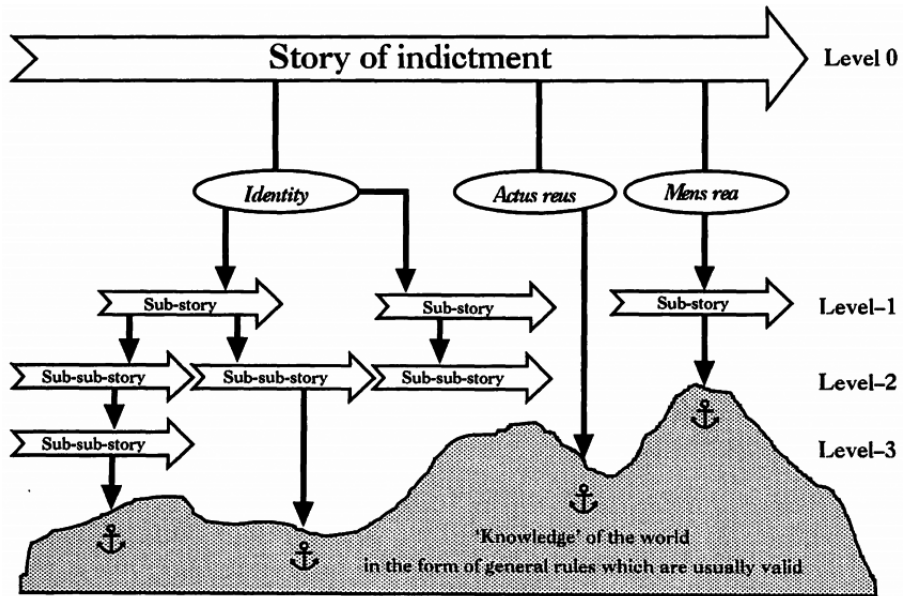 Story of indictment
Level 0
Identity
Actus reus
Mens rea
Sub-story
Sub-story
Sub-story
Level-1
Sub-sub-story
Sub-sub-story
Sub-sub-story
Level-2
Sub-sub-story
Level-3
'Knowledge' of the world
in the form of general rules which are usually valid